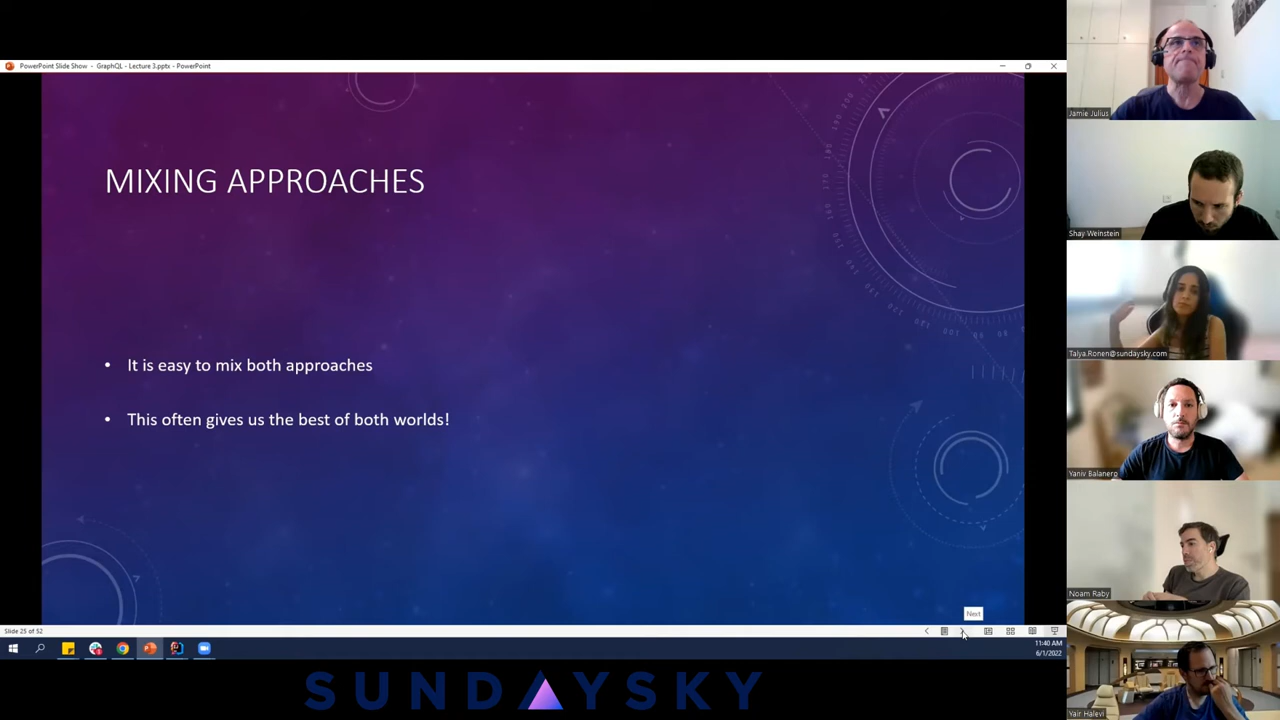 PowerPoint Slide Show - GraphQL - Lecture 3.pptx - PowerPoint
MIXING APPROACHES
• It is easy to mix both approaches
• This often gives us the best of both worlds!
Next
Slide 25 of 52
11:40 AM
6/1/2022
SUNDAYSKY
Jamie Julius
Shay Weinstein
Talya.Ronen@sundaysky.com
Yaniv Balanero
Noam Raby
Yair Halevi